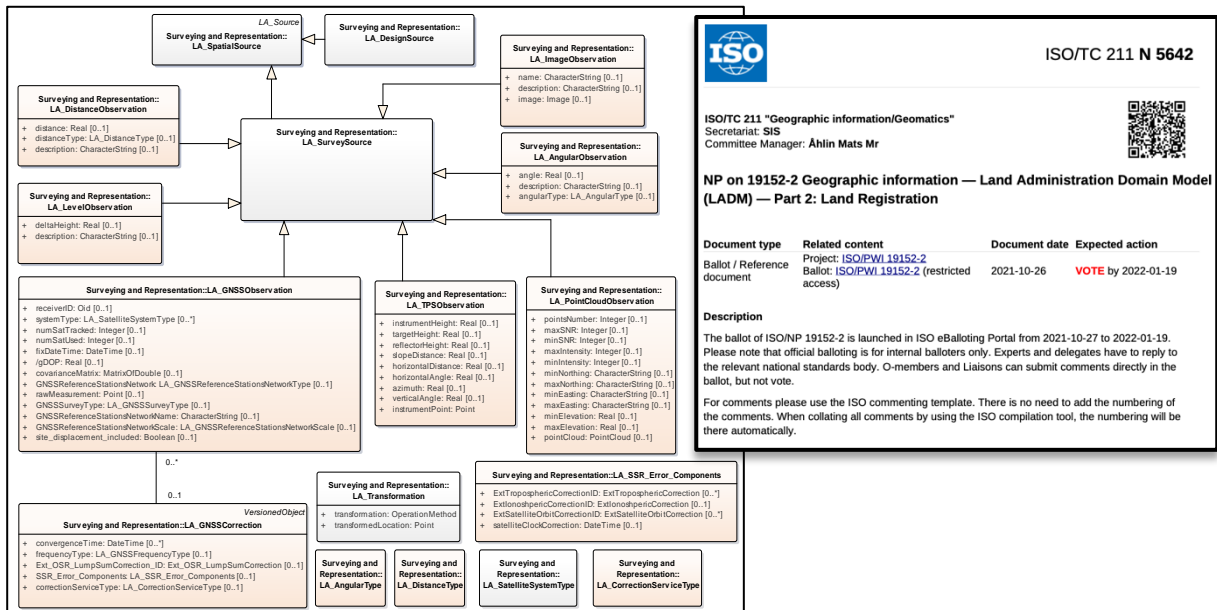 LA_Source
Surveying and Representation::
LA_SpatialSource
Surveying and Representation::
LA_DesignSource
Surveying and Representation::
LA_ImageObservation
+ name: CharacterString [0..1]
+ description: CharacterString [0..1]
+ image: Image [0..1]
Surveying and Representation::
LA_DistanceObservation
+ distance: Real [0..1]
+ distanceType: LA_DistanceType [0..1]
+ description: CharacterString [0..1]
Surveying and Representation::
LA_SurveySource
Surveying and Representation::
LA_AngularObservation
+ angle: Real [0..1]
+ description: CharacterString [0..1]
+ angularType: LA_AngularType [0..1]
Surveying and Representation::
LA_LevelObservation
+ deltaHeight: Real [0..1]
+ description: CharacterString [0..1]
Surveying and Representation::LA_GNSSObservation
+ receiverID: Oid [0..1]
+ systemType: LA_SatelliteSystemType [0..*]
+ numSatTracked: Integer [0..1]
+ numSatUsed: Integer [0..1]
+ fixDateTime: DateTime [0..1]
+ /gDOP: Real [0..1]
+ covarianceMatrix: MatrixOfDouble [0..1]
+ GNSSReferenceStationsNetwork: LA_GNSSReferenceStationsNetworkType [0..1]
+ rawMeasurement: Point [0..1]
+ GNSSSurveyType: LA_GNSSSurveyType [0..1]
+ GNSSReferenceStationsNetworkName: CharacterString [0..1]
+ GNSSReferenceStationsNetworkScale: LA_GNSSReferenceStationsNetworkScale [0..1]
+ site_displacement_included: Boolean [0..1]
Surveying and Representation::
LA_TPSObservation
+ instrumentHeight: Real [0..1]
+ targetHeight: Real [0..1]
+ reflectorHeight: Real [0..1]
+ slopeDistance: Real [0..1]
+ horizontalDistance: Real [0..1]
+ horizontalAngle: Real [0..1]
+ azimuth: Real [0..1]
+ verticalAngle: Real [0..1]
+ instrumentPoint: Point
Surveying and Representation::
LA_PointCloudObservation
+ pointsNumber: Integer [0..1]
+ maxSNR: Integer [0..1]
+ minSNR: Integer [0..1]
+ maxIntensity: Integer [0..1]
+ minIntensity: Integer [0..1]
+ minNorthing: CharacterString [0..1]
+ maxNorthing: CharacterString [0..1]
+ minEasting: CharacterString [0..1]
+ maxEasting: CharacterString [0..1]
+ minElevation: Real [0..1]
+ maxElevation: Real [0..1]
+ pointCloud: PointCloud [0..1]
0..*
0..1
VersionedObject
Surveying and Representation::LA_GNSSCorrection
+ convergenceTime: DateTime [0..*]
+ frequencyType: LA_GNSSFrequencyType [0..1]
+ Ext_OSR_LumpSumCorrection_ID: Ext_OSR_LumpSumCorrection [0..1]
+ SSR_Error_Components: LA_SSR_Error_Components [0..1]
+ correctionServiceType: LA_CorrectionServiceType [0..1]
Surveying and Representation::
LA_Transformation
+ transformation: OperationMethod
+ transformedLocation: Point
Surveying and Representation::LA_SSR_Error_Components
+ ExtTroposphericCorrectionID: ExtTroposphericCorrection [0..*]
+ ExtIonoshpericCorrectionID: ExtIonoshpericCorrection [0..1]
+ ExtSatelliteOrbitCorrectionID: ExtSatelliteOrbitCorrection [0..*]
+ satelliteClockCorrection: DateTime [0..1]
Surveying and
Representation::
LA_AngularType
Surveying and
Representation::
LA_DistanceType
Surveying and
Representation::
LA_SatelliteSystemType
Surveying and
Representation::
LA_CorrectionServiceType
ISO
ISO/TC 211 N 5642
ISO/TC 211 "Geographic information/Geomatics"
Secretariat: SIS
Committee Manager: Åhlin Mats Mr
NP on 19152-2 Geographic information — Land Administration Domain Model
(LADM) — Part 2: Land Registration
Document type Related content Document date Expected action
Ballot / Reference
document
Project: ISO/PWI 19152-2
Ballot: ISO/PWI 19152-2 (restricted
access)
2021-10-26
VOTE by 2022-01-19
Description
The ballot of ISO/NP 19152-2 is launched in ISO eBalloting Portal from 2021-10-27 to 2022-01-19.
Please note that official balloting is for internal balloters only. Experts and delegates have to reply to
the relevant national standards body. O-members and Liaisons can submit comments directly in the
ballot, but not vote.
For comments please use the ISO commenting template. There is no need to add the numbering of
the comments. When collating all comments by using the ISO compilation tool, the numbering will be
there automatically.